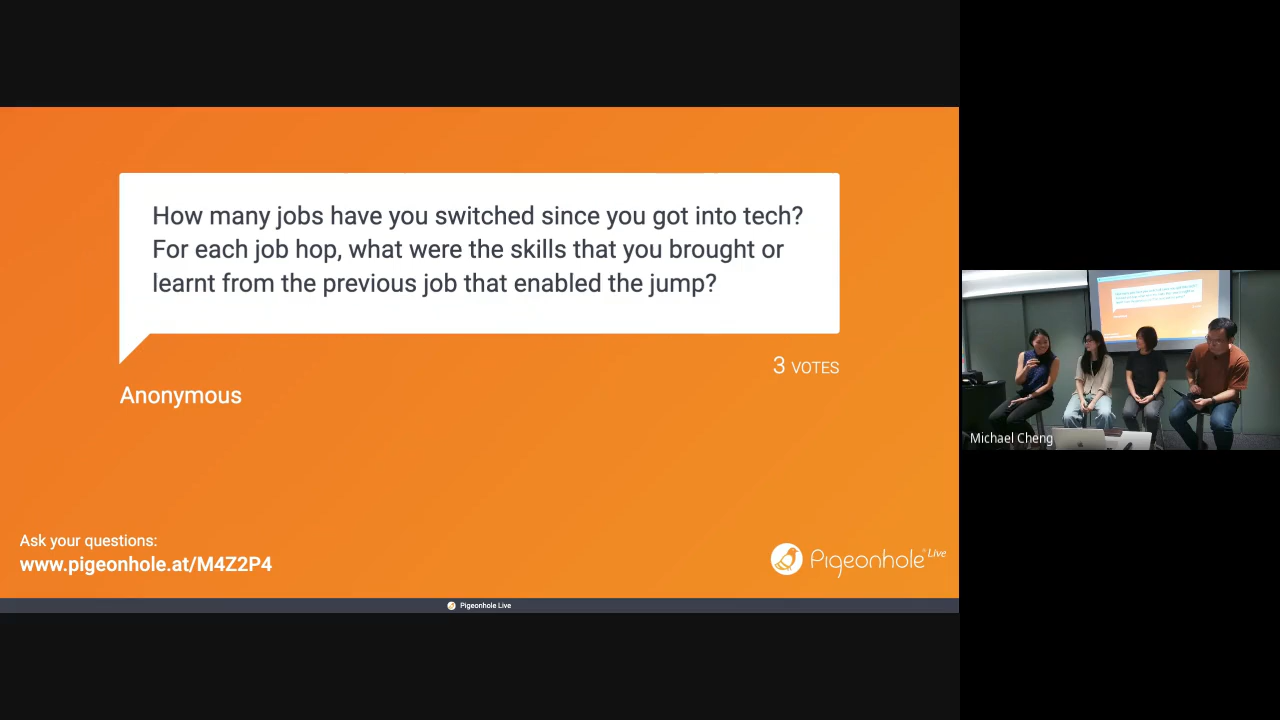 How many jobs have you switched since you got into tech?
For each job hop, what were the skills that you brought or
learnt from the previous job that enabled the jump?
3 VOTES
Anonymous
Ask your questions:
www.pigeonhole.at/M4Z2P4
Pigeonhole Live
Pigeonhole Live
Michael Cheng